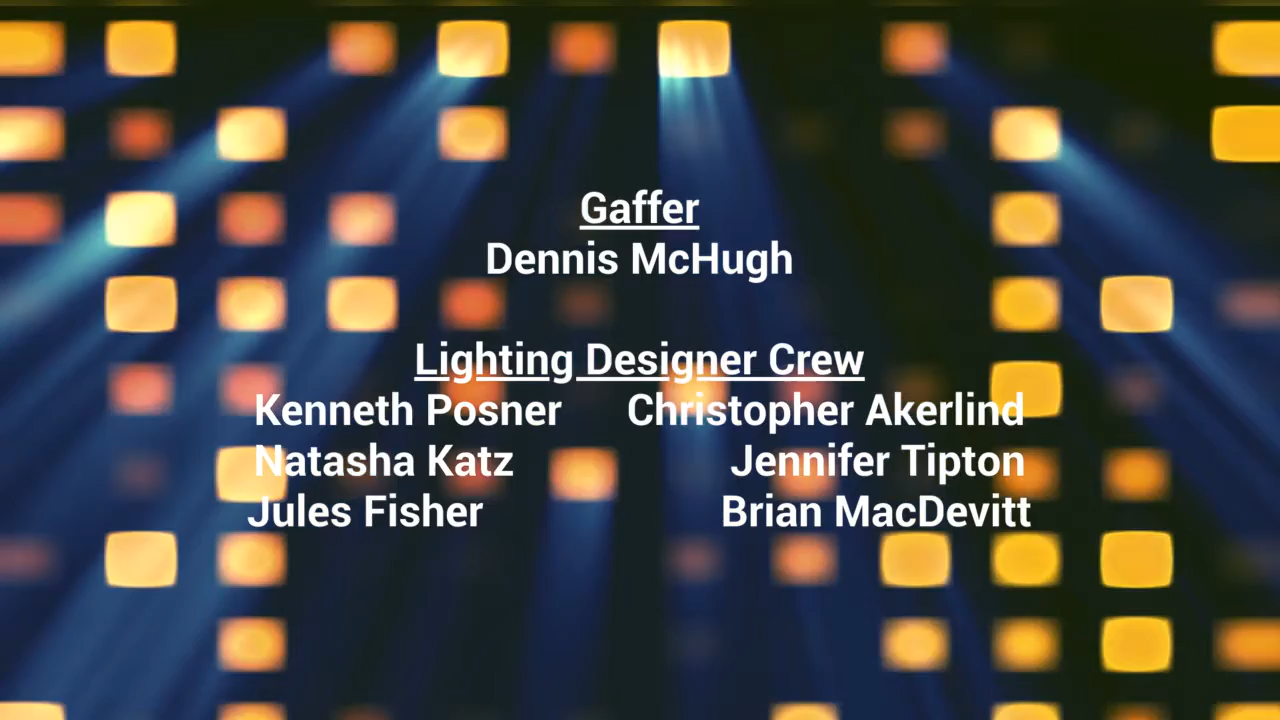 Gaffer
Dennis McHugh
Lighting Designer Crew
Kenneth Posner Christopher Akerlind
Natasha Katz Jennifer Tipton
Jules Fisher Brian MacDevitt